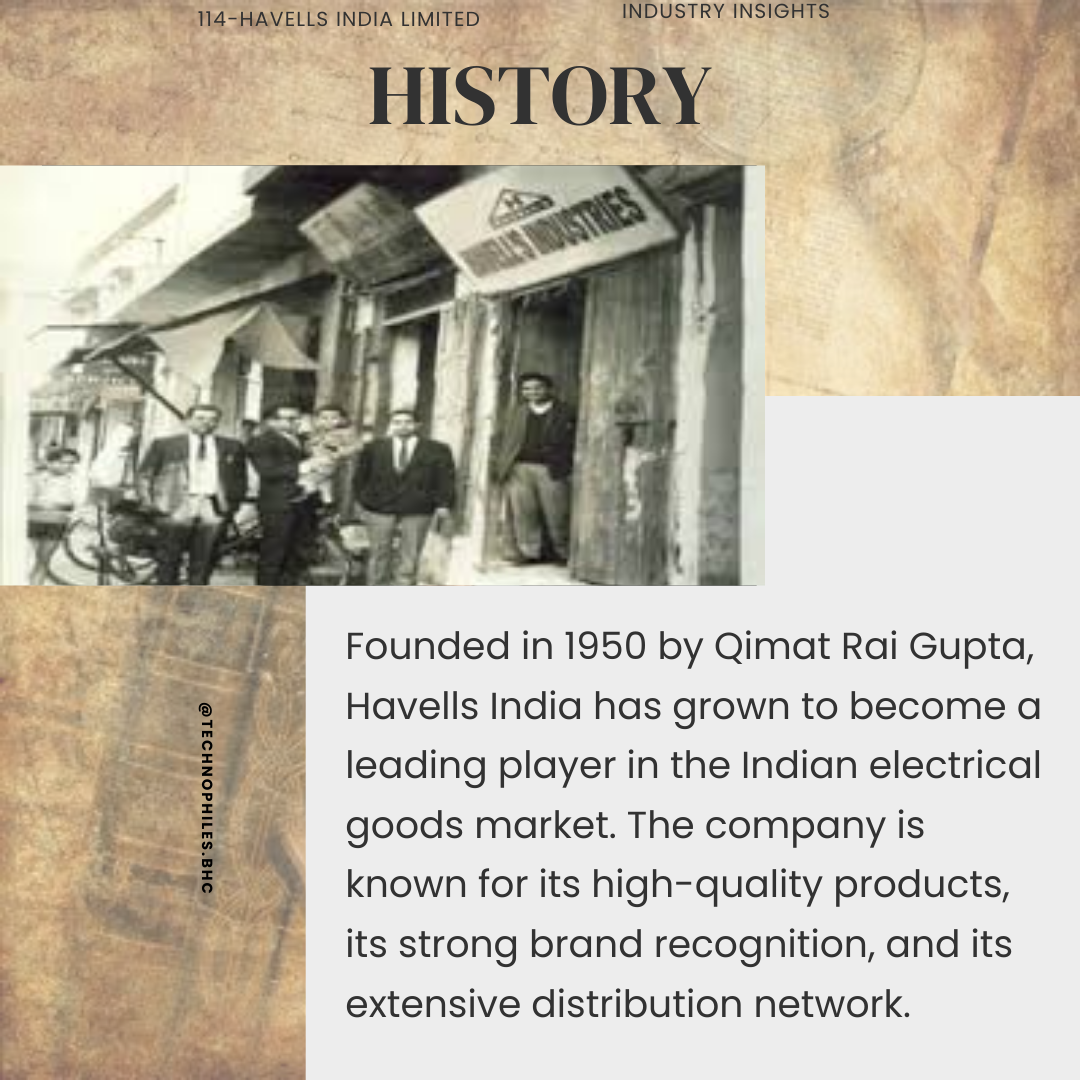 114-HAVELLS INDIA LIMITED
INDUSTRY INSIGHTS
HISTORY
INDUSTRIES
Founded in 1950 by Qimat Rai Gupta,
Havells India has grown to become a
leading player in the Indian electrical
goods market. The company is
known for its high-quality products,
its strong brand recognition, and its
extensive distribution network.
@TECHNOPHILES.BHC